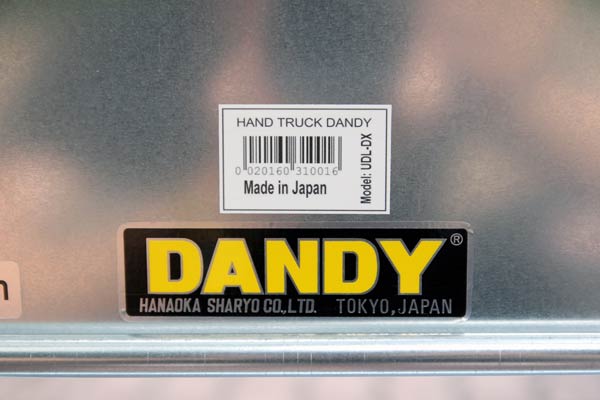 HAND TRUCK DANDY
0 020160 310016
Made in Japan
Model: UDL-DX
DANDY®
HANAOKA SHARYO CO.,LTD. TOKYO,JAPAN